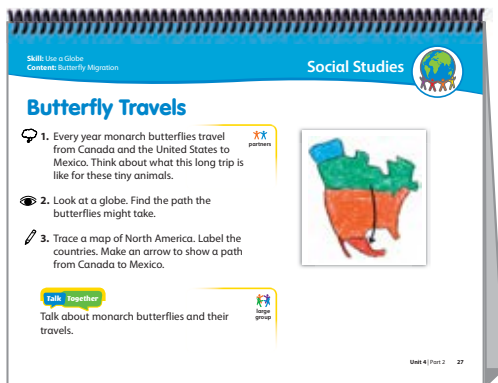 Skill: Use a Globe
Content: Butterfly Migration
Social Studies
Butterfly Travels
1. Every year monarch butterflies travel
from Canada and the United States to
Mexico. Think about what this long trip is
like for these tiny animals.
partners
2. Look at a globe. Find the path the
butterflies might take.
3. Trace a map of North America. Label the
countries. Make an arrow to show a path
from Canada to Mexico.
Talk Together
large
group
Talk about monarch butterflies and their
travels.
Unit 4 | Part 2 27